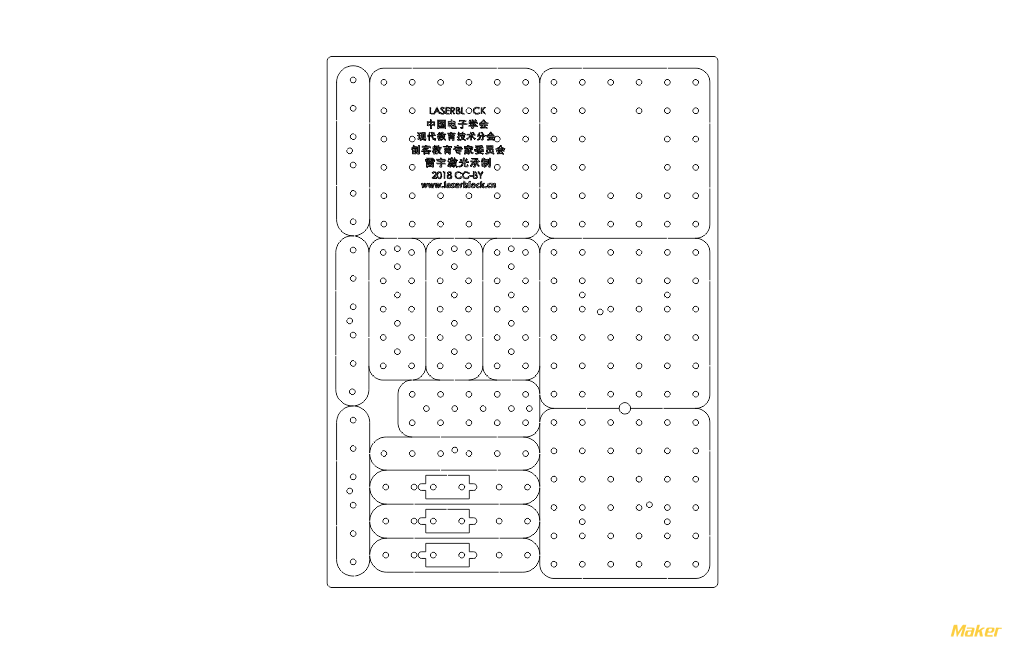 LASERBLOCK
中国电子学会
现代教育技术分会
创客教育专家委员会
雷宇激光承制
2018 CC-BY
www.laserblock.cn
Maker